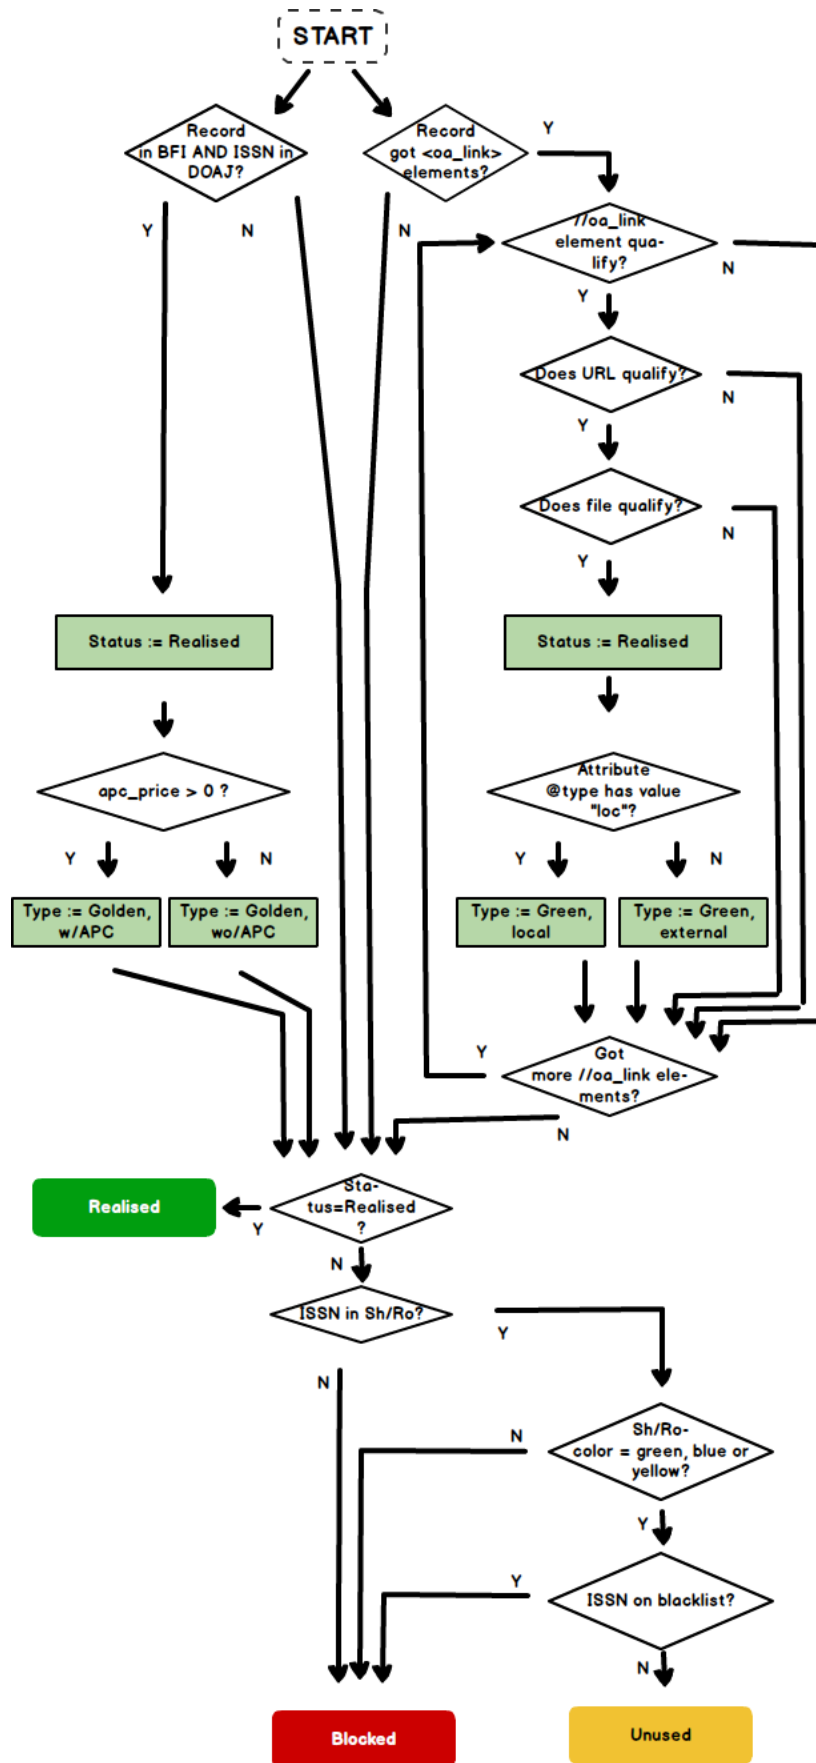 START
Record
in BFI AND ISSN in
DOAJ?
Record
got <oa_link>
elements?
Y
Y
N
N
//oa_link
element qua-
lify?
N
Y
Does URL qualify?
N
Y
Does file qualify?
N
Y
Status := Realised
Status := Realised
apc_price > 0 ?
Attribute
@type has value
"loc"?
Y
N
Y
N
Type := Golden,
w/APC
Type := Golden,
wo/APC
Type := Green,
local
Type := Green,
external
Y
Got
more //oa_link ele-
ments?
N
Realised
Y
Sta-
tus=Realised
?
N
ISSN in Sh/Ro?
Y
N
N
Sh/Ro-
color = green, blue or
yellow?
Y
Y
ISSN on blacklist?
N
Blocked
Unused